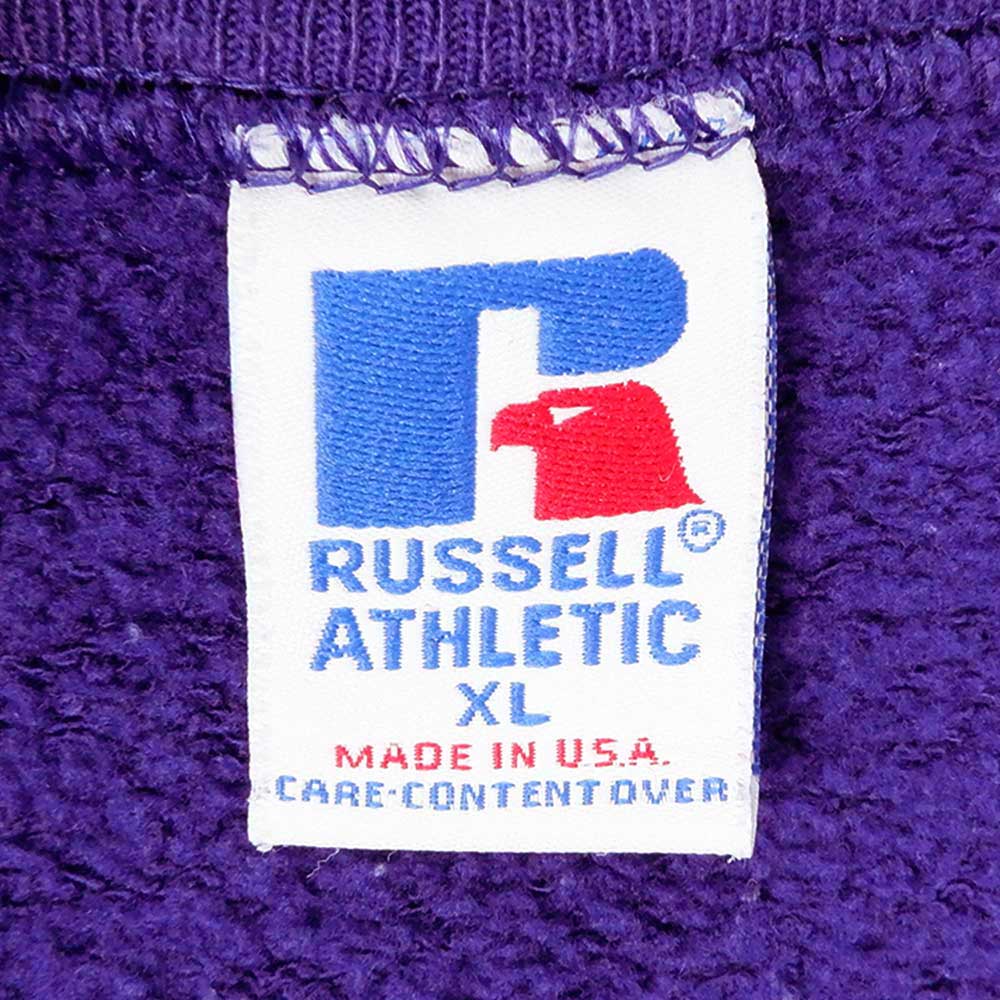 RUSSELL®
ATHLETIC
XL
MADE IN U.S.A.
CARE-CONTENT OVER